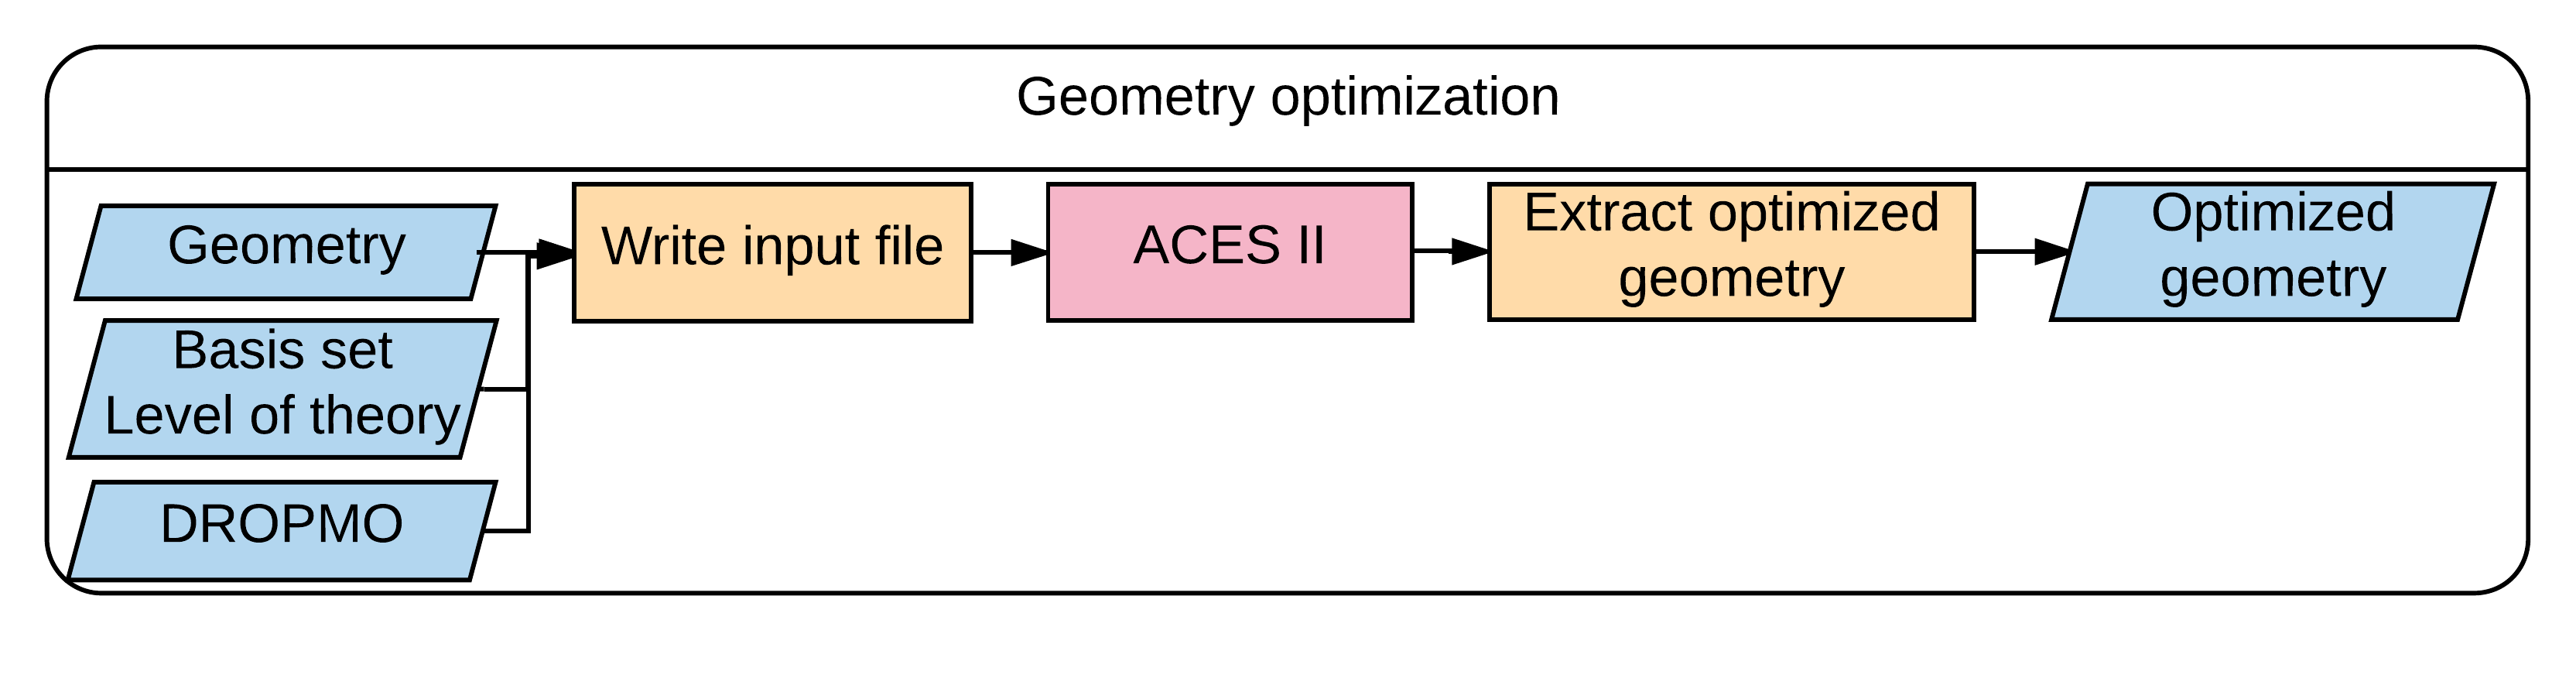 Geometry optimization
Geometry
Basis set
Level of theory
DROPMO
Write input file
ACES II
Extract optimized
geometry
Optimized
geometry